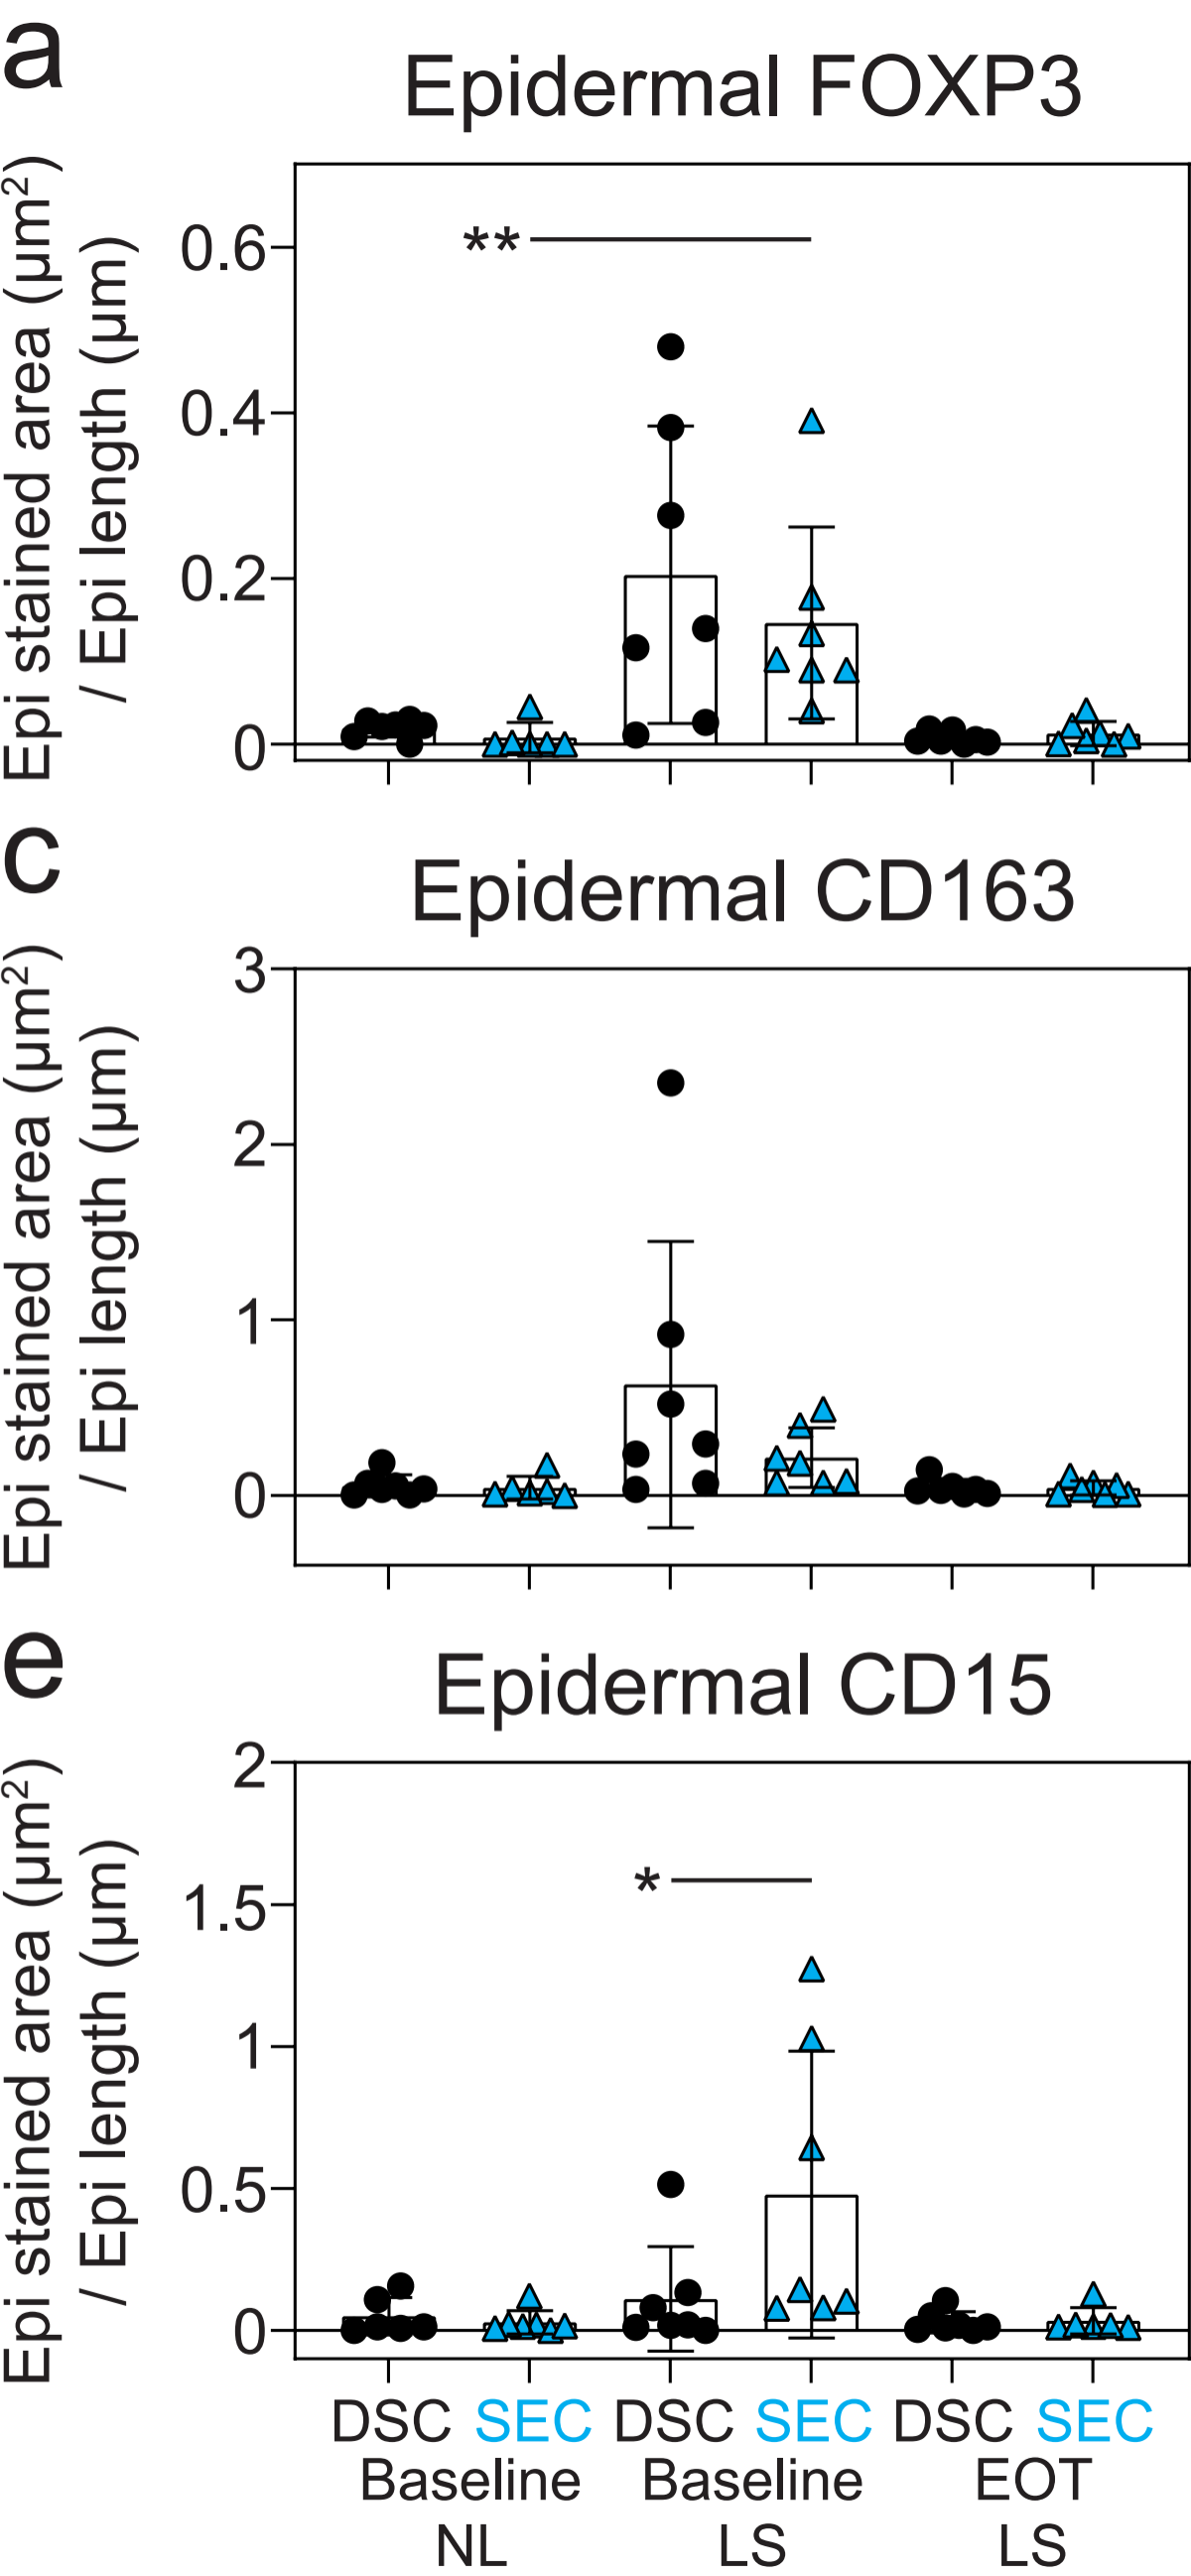 a
Epidermal FOXP3
Epi stained area (µm²)
/ Epi length (µm)
0.6
0.4
0.2
0
**
c
Epidermal CD163
Epi stained area (µm²)
/ Epi length (µm)
3
2
1
0
e
Epidermal CD15
Epi stained area (µm²)
/ Epi length (µm)
2
1.5
1
0.5
0
*
DSC SEC DSC SEC DSC SEC
Baseline Baseline EOT
NL LS LS